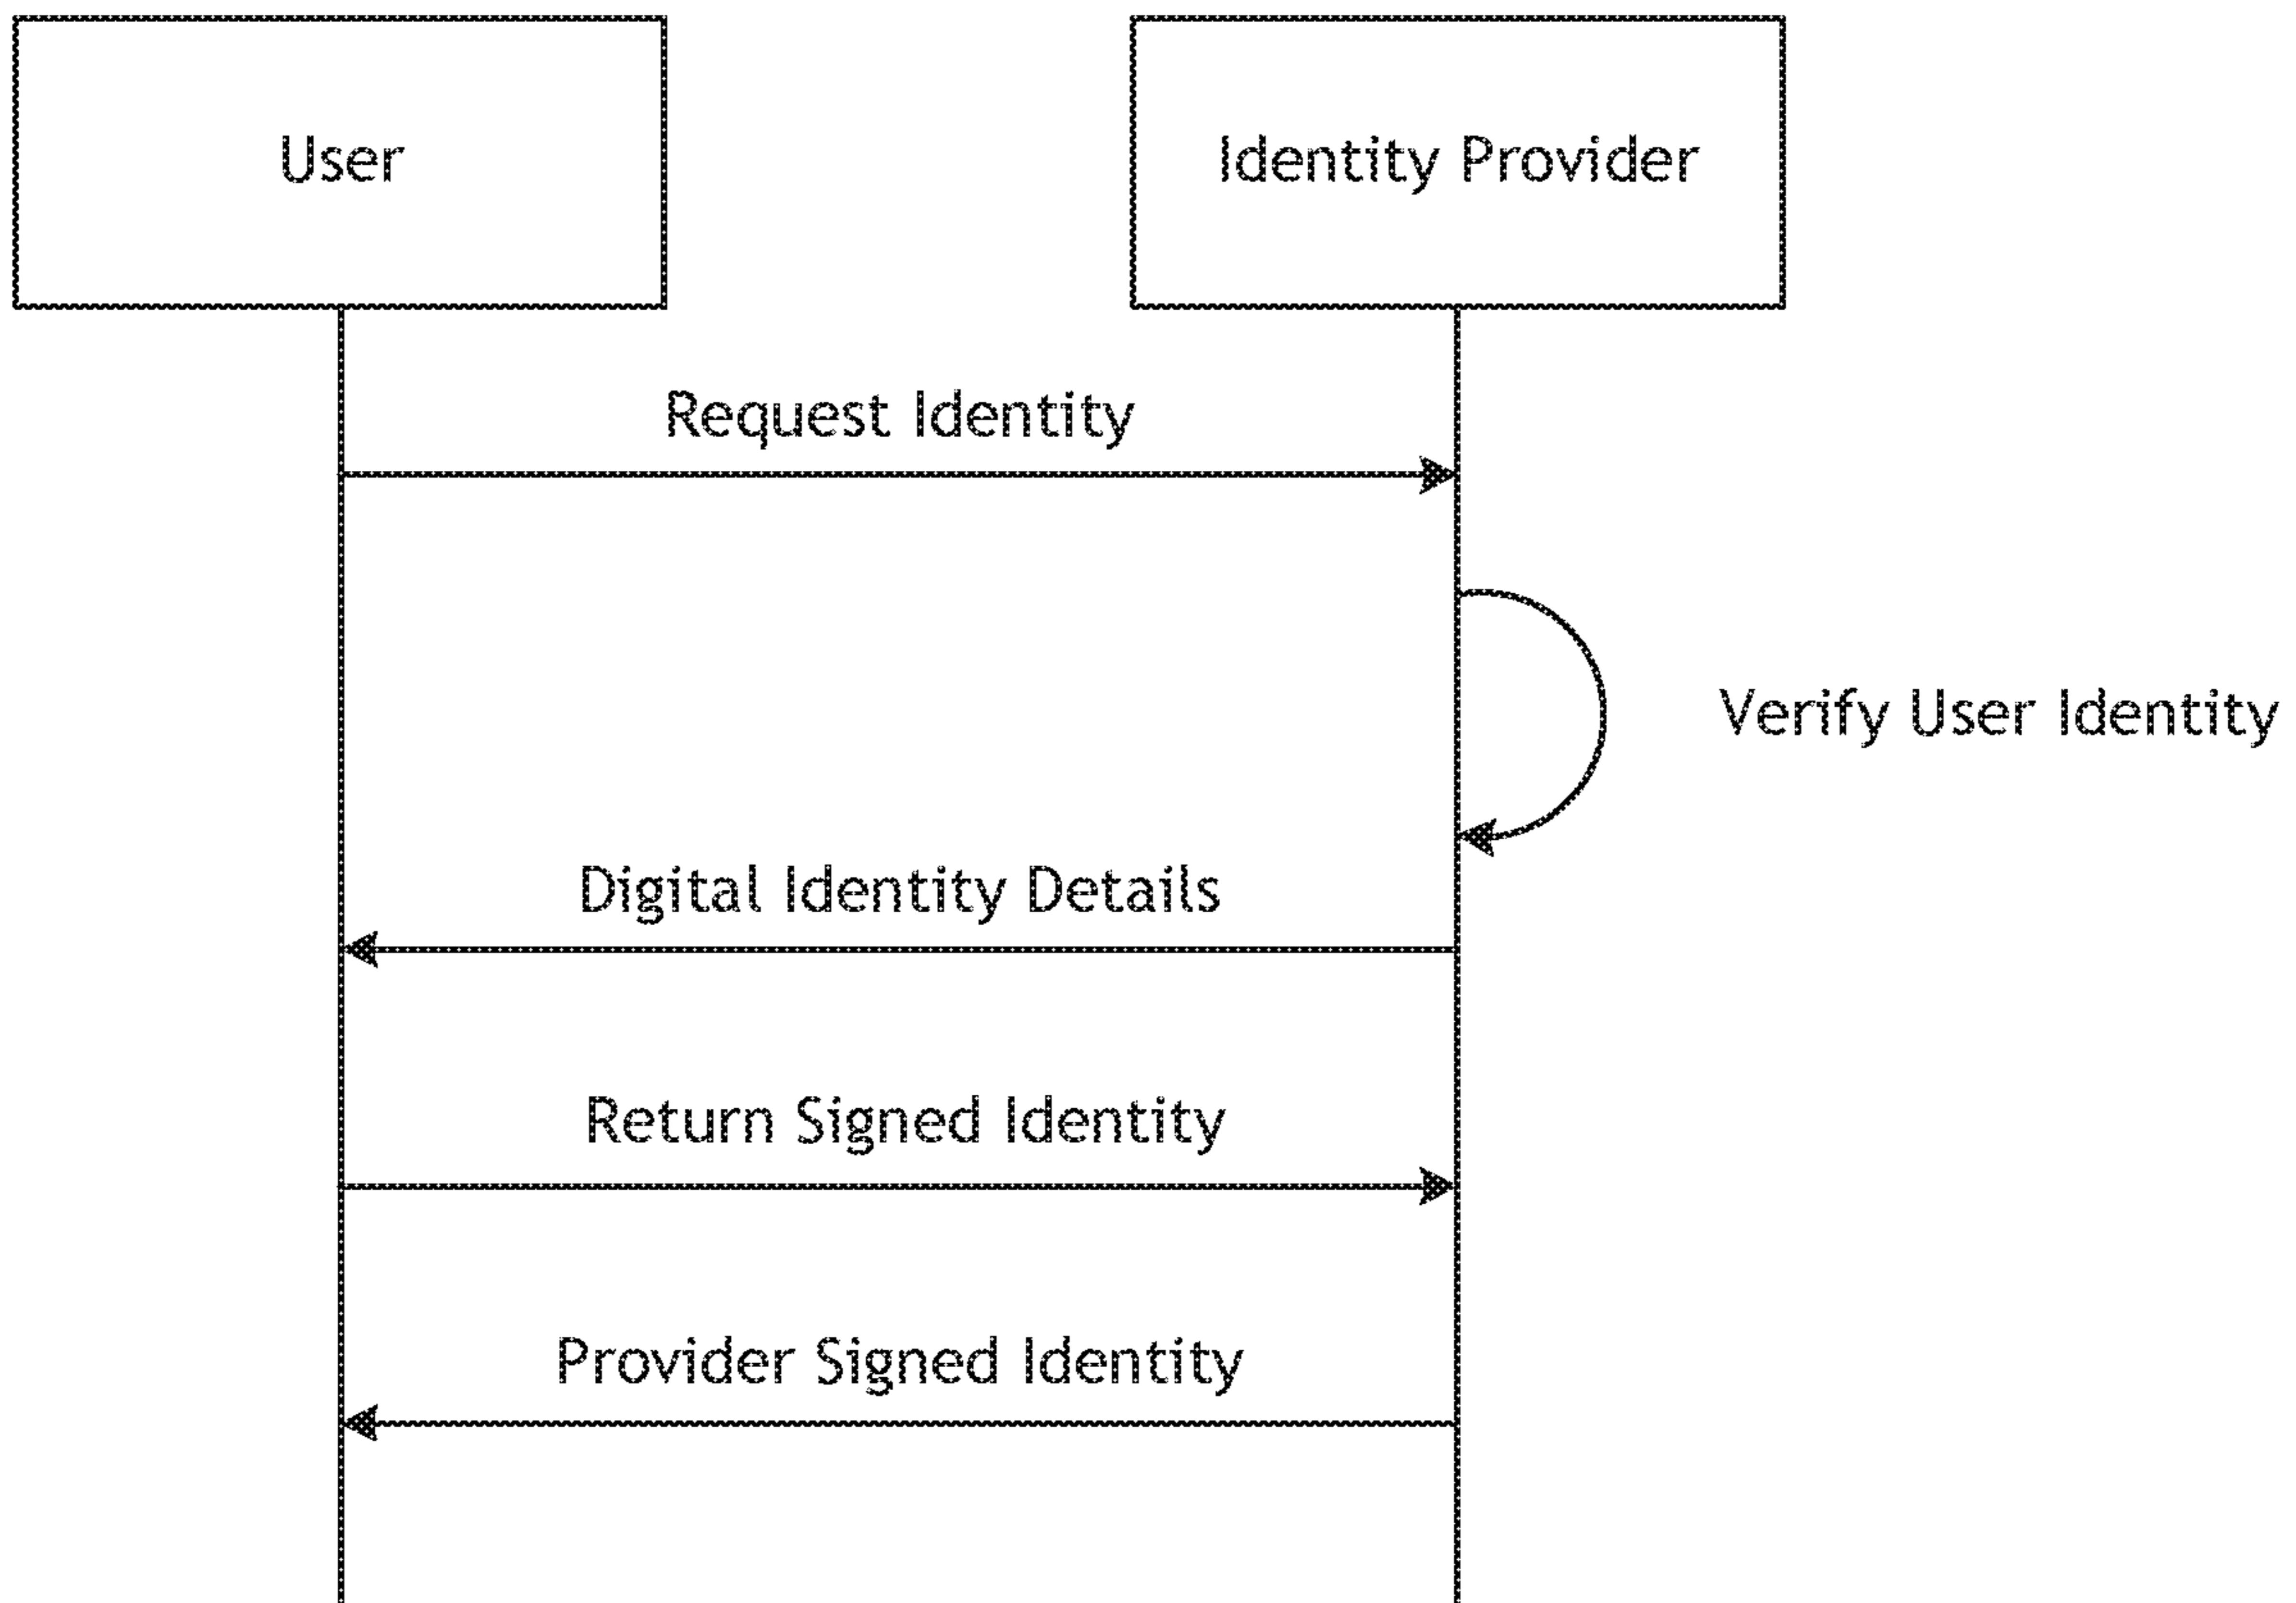 User
Identity Provider
Request Identity
Verify User Identity
Digital Identity Details
Return Signed Identity
Provider Signed Identity